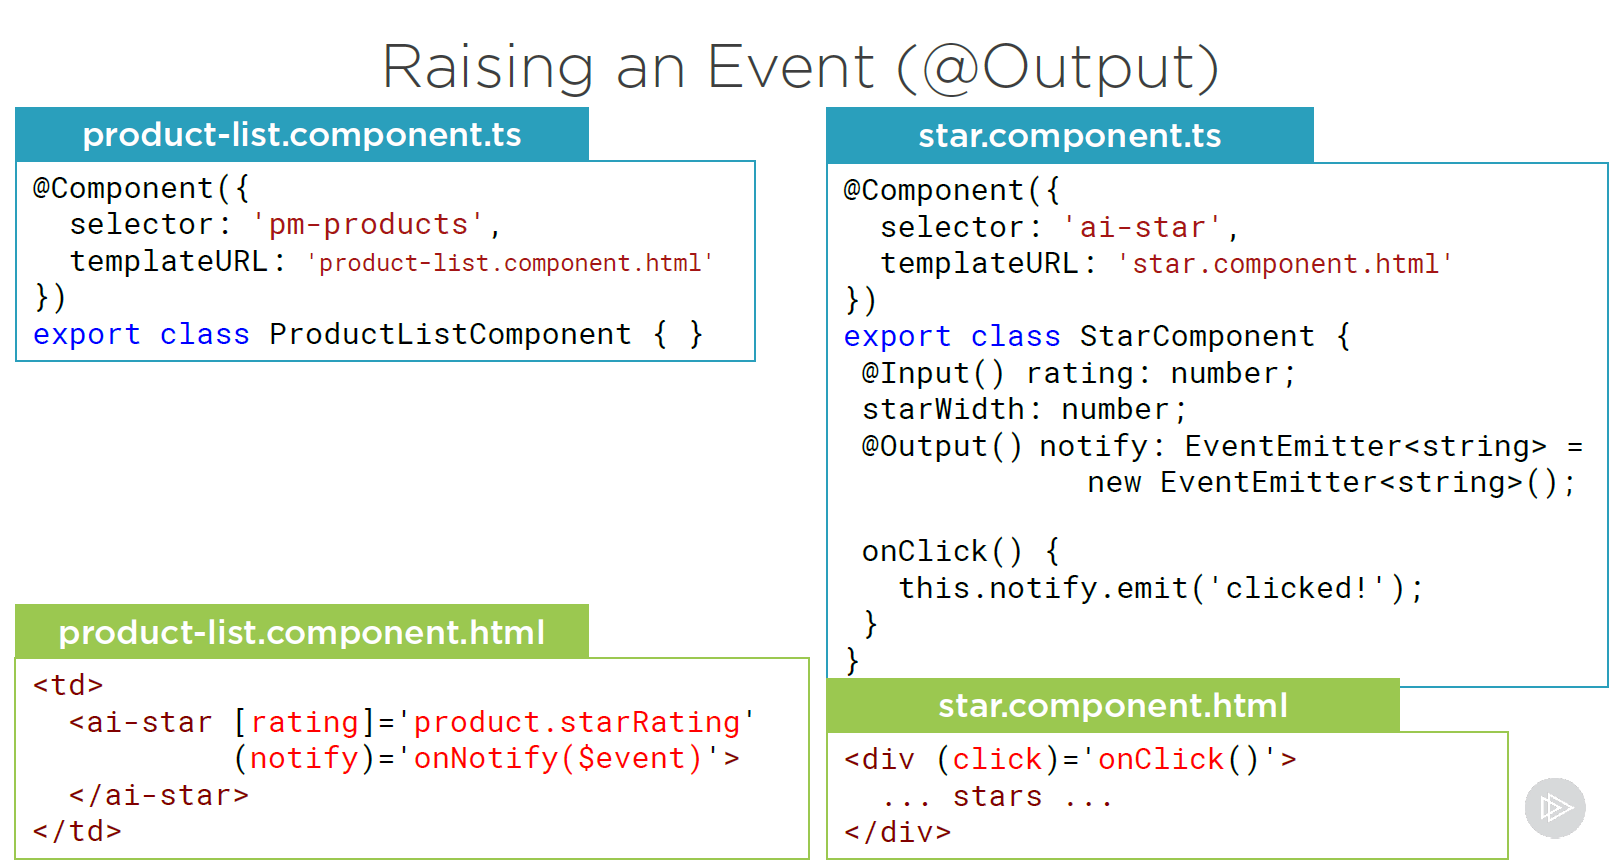 Raising an Event (@Output)
product-list.component.ts
@Component({
  selector: 'pm-products',
  templateURL: 'product-list.component.html'
})
export class ProductListComponent { }
product-list.component.html
<td>
  <ai-star [rating]='product.starRating'
           (notify)='onNotify($event)'>
  </ai-star>
</td>
star.component.ts
@Component({
  selector: 'ai-star',
  templateURL: 'star.component.html'
})
export class StarComponent {
 @Input() rating: number;
 starWidth: number;
 @Output() notify: EventEmitter<string> =
             new EventEmitter<string>();
 onClick() {
   this.notify.emit('clicked!');
 }
}
star.component.html
<div (click)='onClick()'>
  ... stars ...
</div>